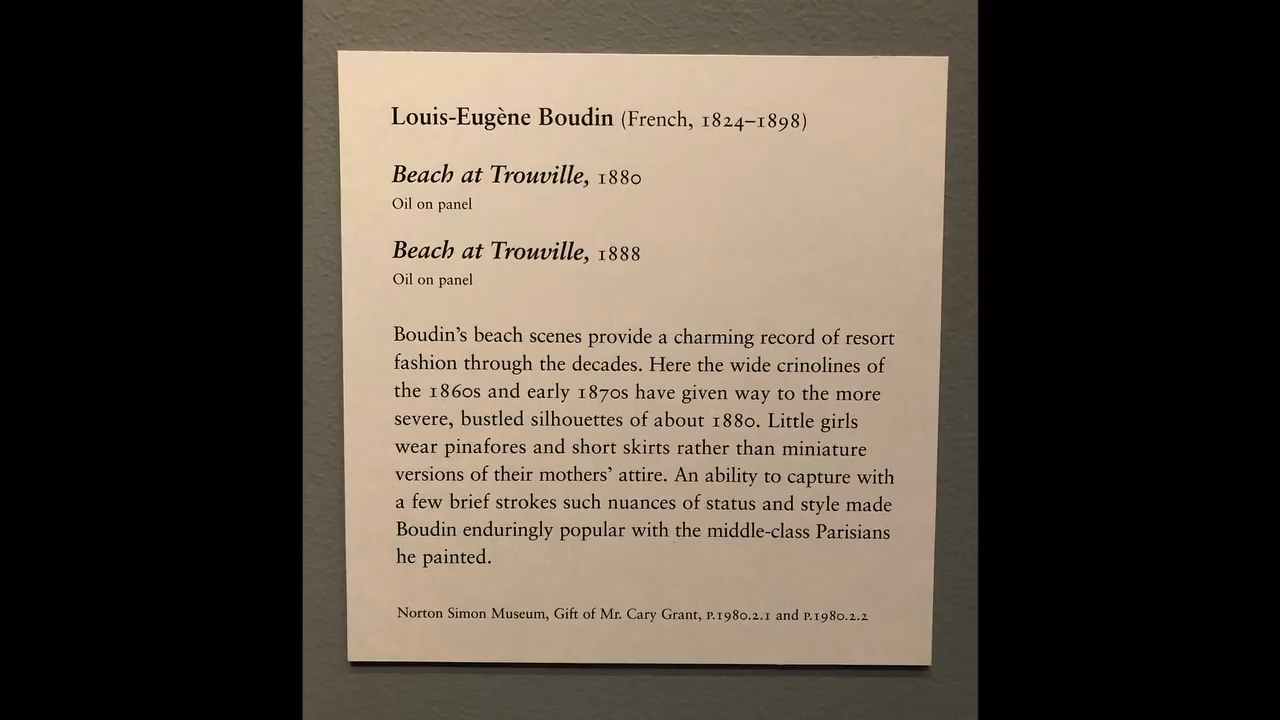 Louis-Eugène Boudin (French, 1824–1898)
Beach at Trouville, 1880
Oil on panel
Beach at Trouville, 1888
Oil on panel
Boudin’s beach scenes provide a charming record of resort
fashion through the decades. Here the wide crinolines of
the 1860s and early 1870s have given way to the more
severe, bustled silhouettes of about 1880. Little girls
wear pinafores and short skirts rather than miniature
versions of their mothers’ attire. An ability to capture with
a few brief strokes such nuances of status and style made
Boudin enduringly popular with the middle-class Parisians
he painted.
Norton Simon Museum, Gift of Mr. Cary Grant, P.1980.2.1 and P.1980.2.2